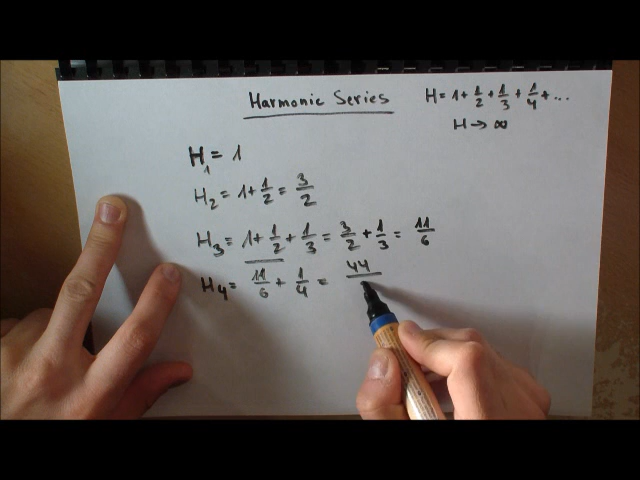 Harmonic Series
H = 1 + 1/2 + 1/3 + 1/4 + ...
H → ∞
H₁ = 1
H₂ = 1 + 1/2 = 3/2
H₃ = 1 + 1/2 + 1/3 = 3/2 + 1/3 = 11/6
H₄ = 11/6 + 1/4 = 44